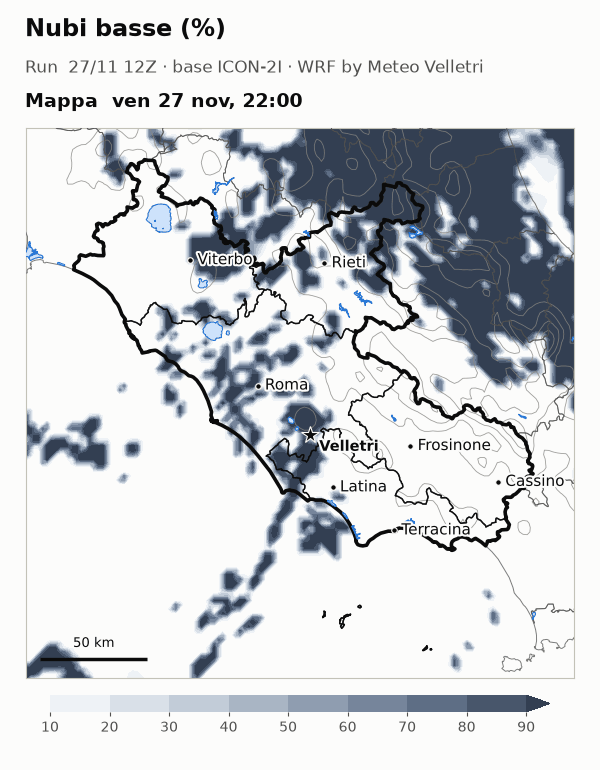 Nubi basse (%)
Run  27/11 12Z · base ICON-2I · WRF by Meteo Velletri
Mappa  ven 27 nov, 22:00
Viterbo
Rieti
Roma
Velletri
Frosinone
Latina
Cassino
Terracina
50 km
10 20 30 40 50 60 70 80 90